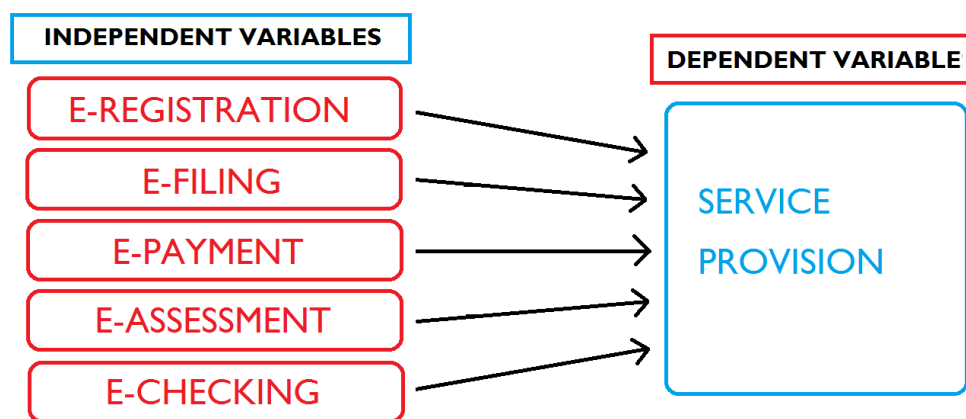 INDEPENDENT VARIABLES
E-REGISTRATION
E-FILING
E-PAYMENT
E-ASSESSMENT
E-CHECKING
DEPENDENT VARIABLE
SERVICE
PROVISION